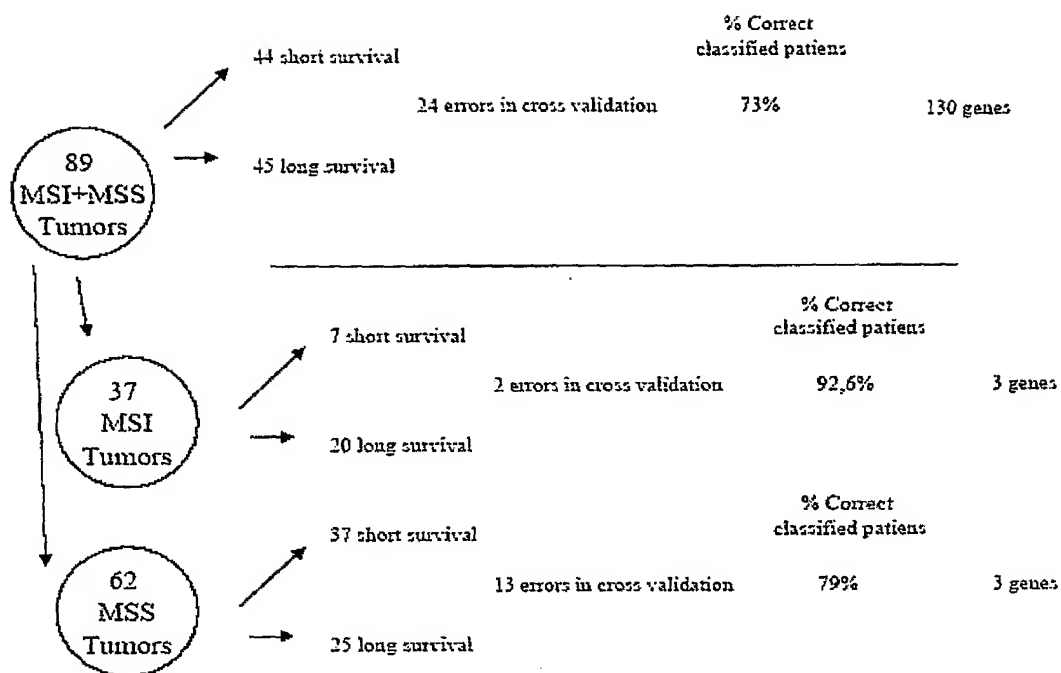 % Correct
classified patiens
44 short survival
24 errors in cross validation 73% 130 genes
45 long survival
89
MSI+MSS
Tumors
% Correct
classified patiens
7 short survival
2 errors in cross validation 92,6% 3 genes
20 long survival
37
MSI
Tumors
% Correct
classified patiens
37 short survival
13 errors in cross validation 79% 3 genes
25 long survival
62
MSS
Tumors